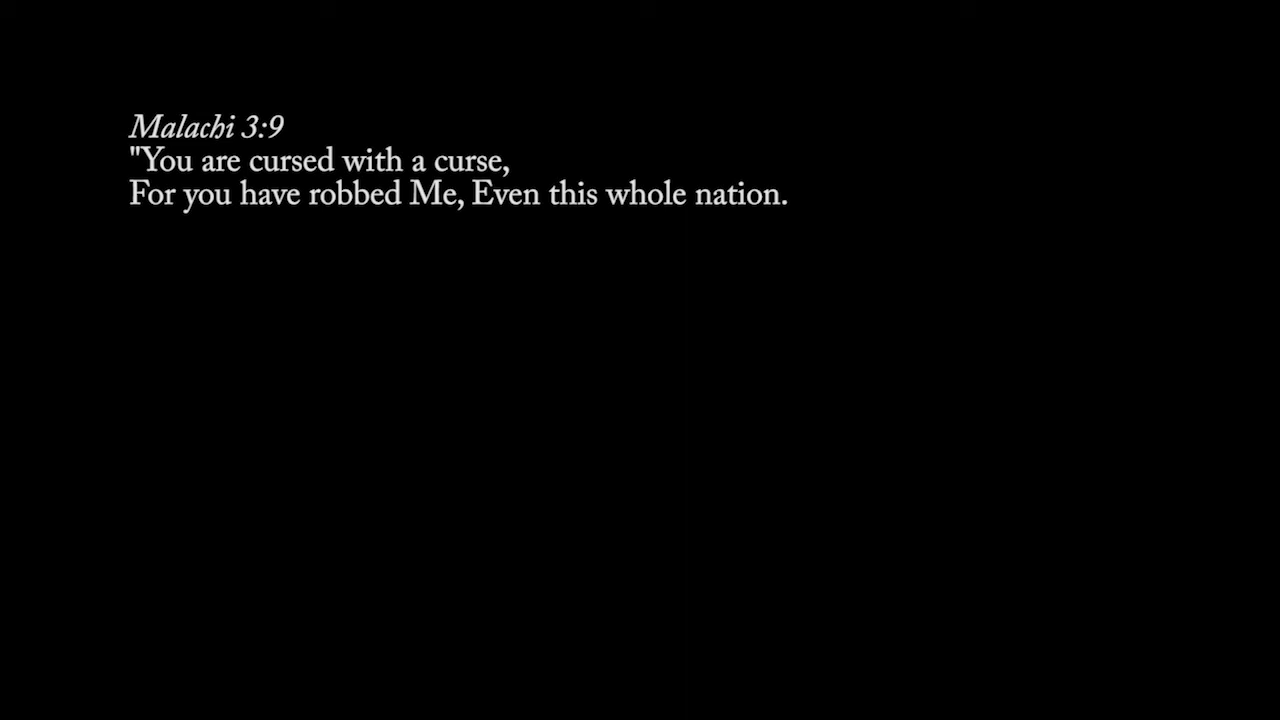 Malachi 3:9
"You are cursed with a curse,
For you have robbed Me, Even this whole nation.